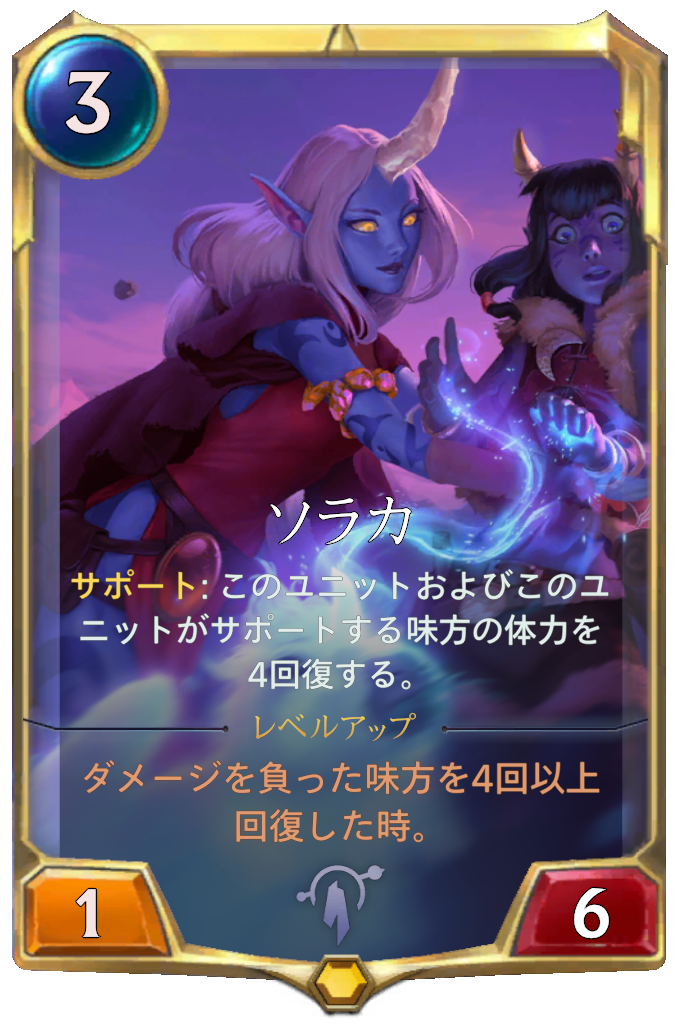 3
ソラカ
サポート: このユニットおよびこのユ
ニットがサポートする味方の体力を
4回復する。
レベルアップ
ダメージを負った味方を4回以上
回復した時。
1
6